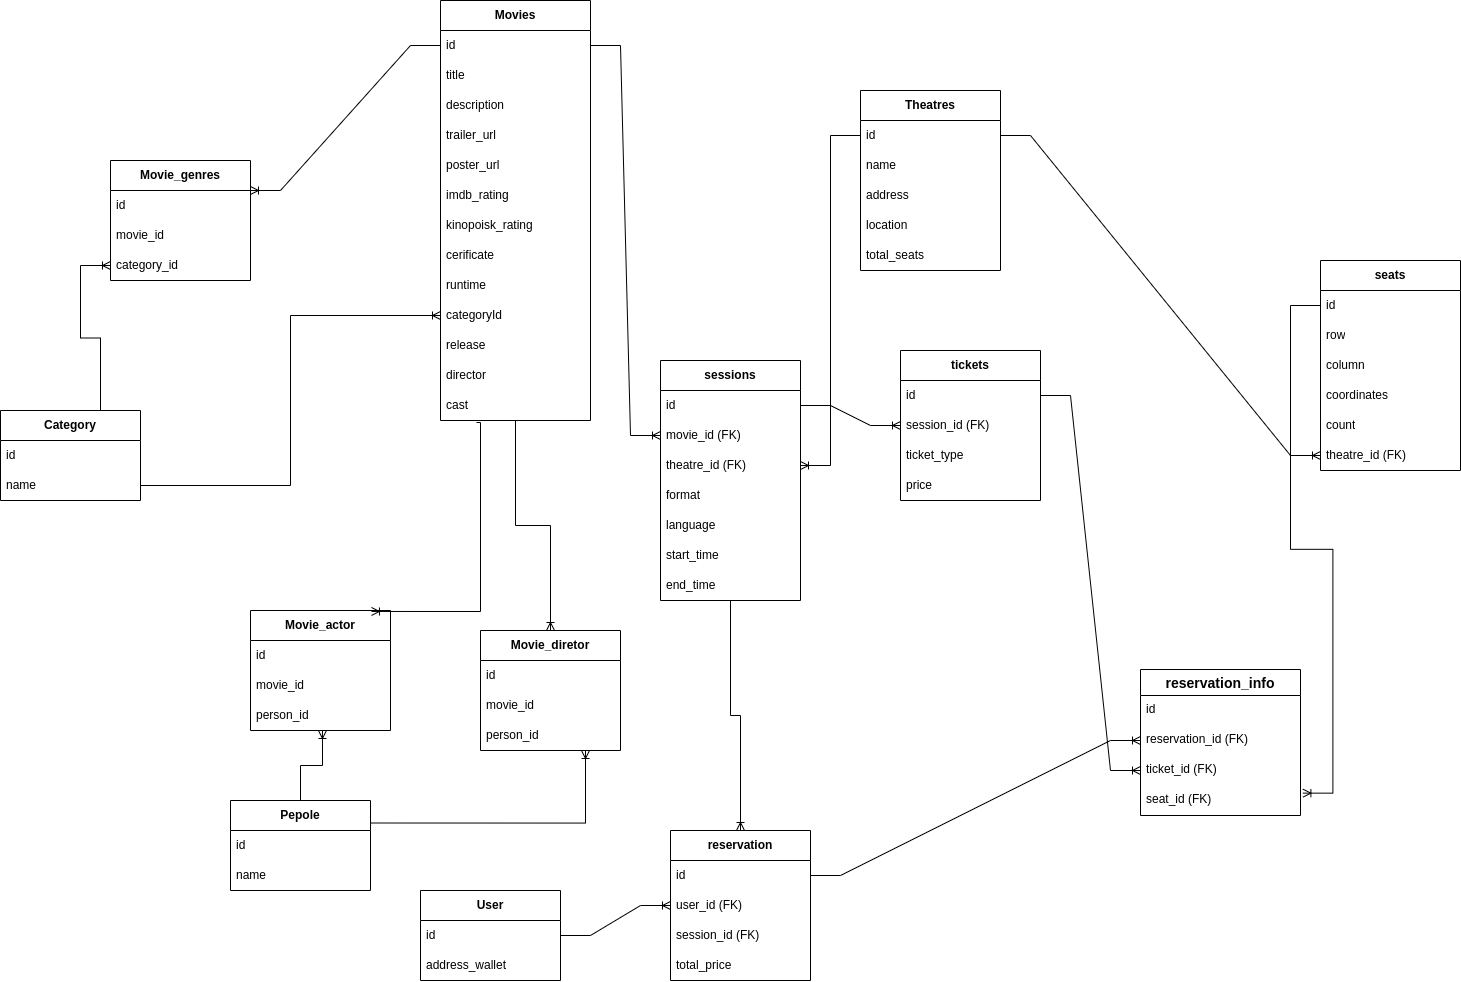 Movies
id
title
description
trailer_url
poster_url
imdb_rating
kinopoisk_rating
cerificate
runtime
categoryId
release
director
cast
Movie_genres
id
movie_id
category_id
Category
id
name
Theatres
id
name
address
location
total_seats
seats
id
row
column
coordinates
count
theatre_id (FK)
sessions
id
movie_id (FK)
theatre_id (FK)
format
language
start_time
end_time
tickets
id
session_id (FK)
ticket_type
price
Movie_actor
id
movie_id
person_id
Movie_diretor
id
movie_id
person_id
reservation_info
id
reservation_id (FK)
ticket_id (FK)
seat_id (FK)
Pepole
id
name
User
id
address_wallet
reservation
id
user_id (FK)
session_id (FK)
total_price